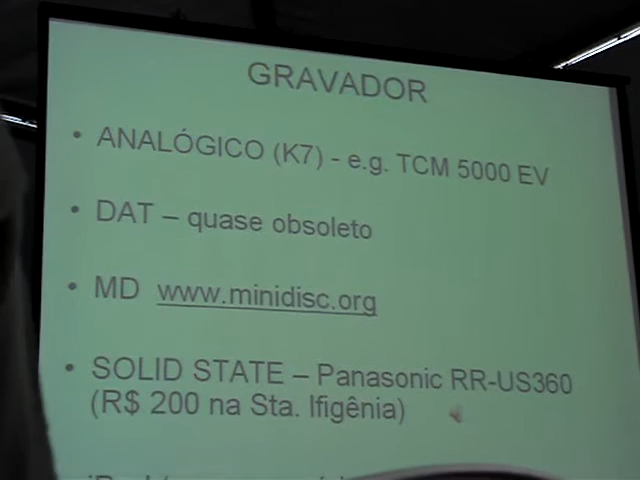 GRAVADOR
• ANALÓGICO (K7) - e.g. TCM 5000 EV
• DAT – quase obsoleto
• MD www.minidisc.org
• SOLID STATE – Panasonic RR-US360
(R$ 200 na Sta. Ifigênia)